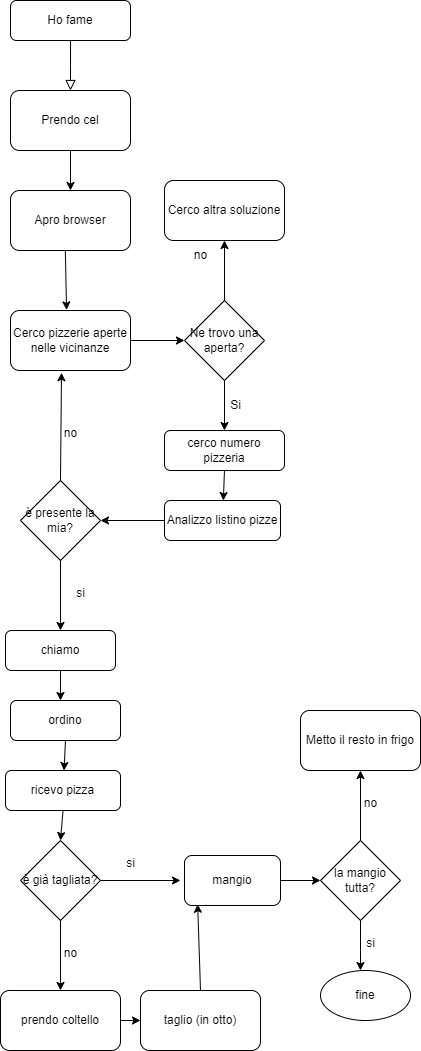 Ho fame
Prendo cel
Apro browser
Cerco altra soluzione
no
Cerco pizzerie aperte
nelle vicinanze
Ne trovo una
aperta?
Si
cerco numero
pizzeria
no
è presente la
mia?
Analizzo listino pizze
si
chiamo
ordino
ricevo pizza
Metto il resto in frigo
no
è già tagliata?
si
mangio
la mangio
tutta?
si
no
prendo coltello
taglio (in otto)
fine